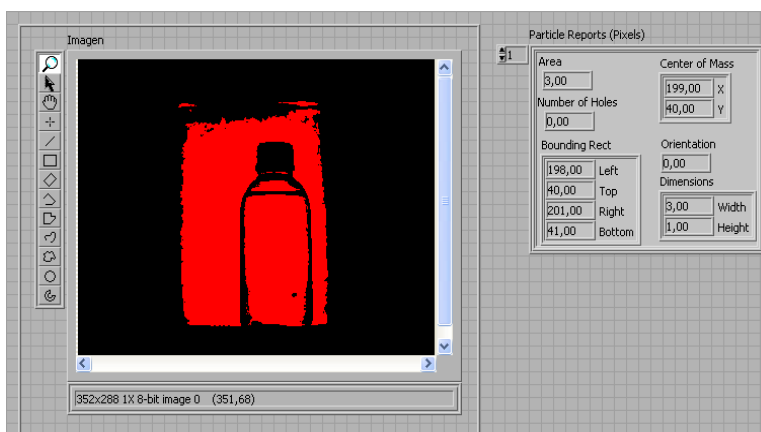 Imagen
352x288 1X 8-bit image 0 (351,68)
Particle Reports (Pixels)
1
Area
3,00
Number of Holes
0,00
Bounding Rect
198,00 Left
40,00 Top
201,00 Right
41,00 Bottom
Center of Mass
199,00 X
40,00 Y
Orientation
0,00
Dimensions
3,00 Width
1,00 Height